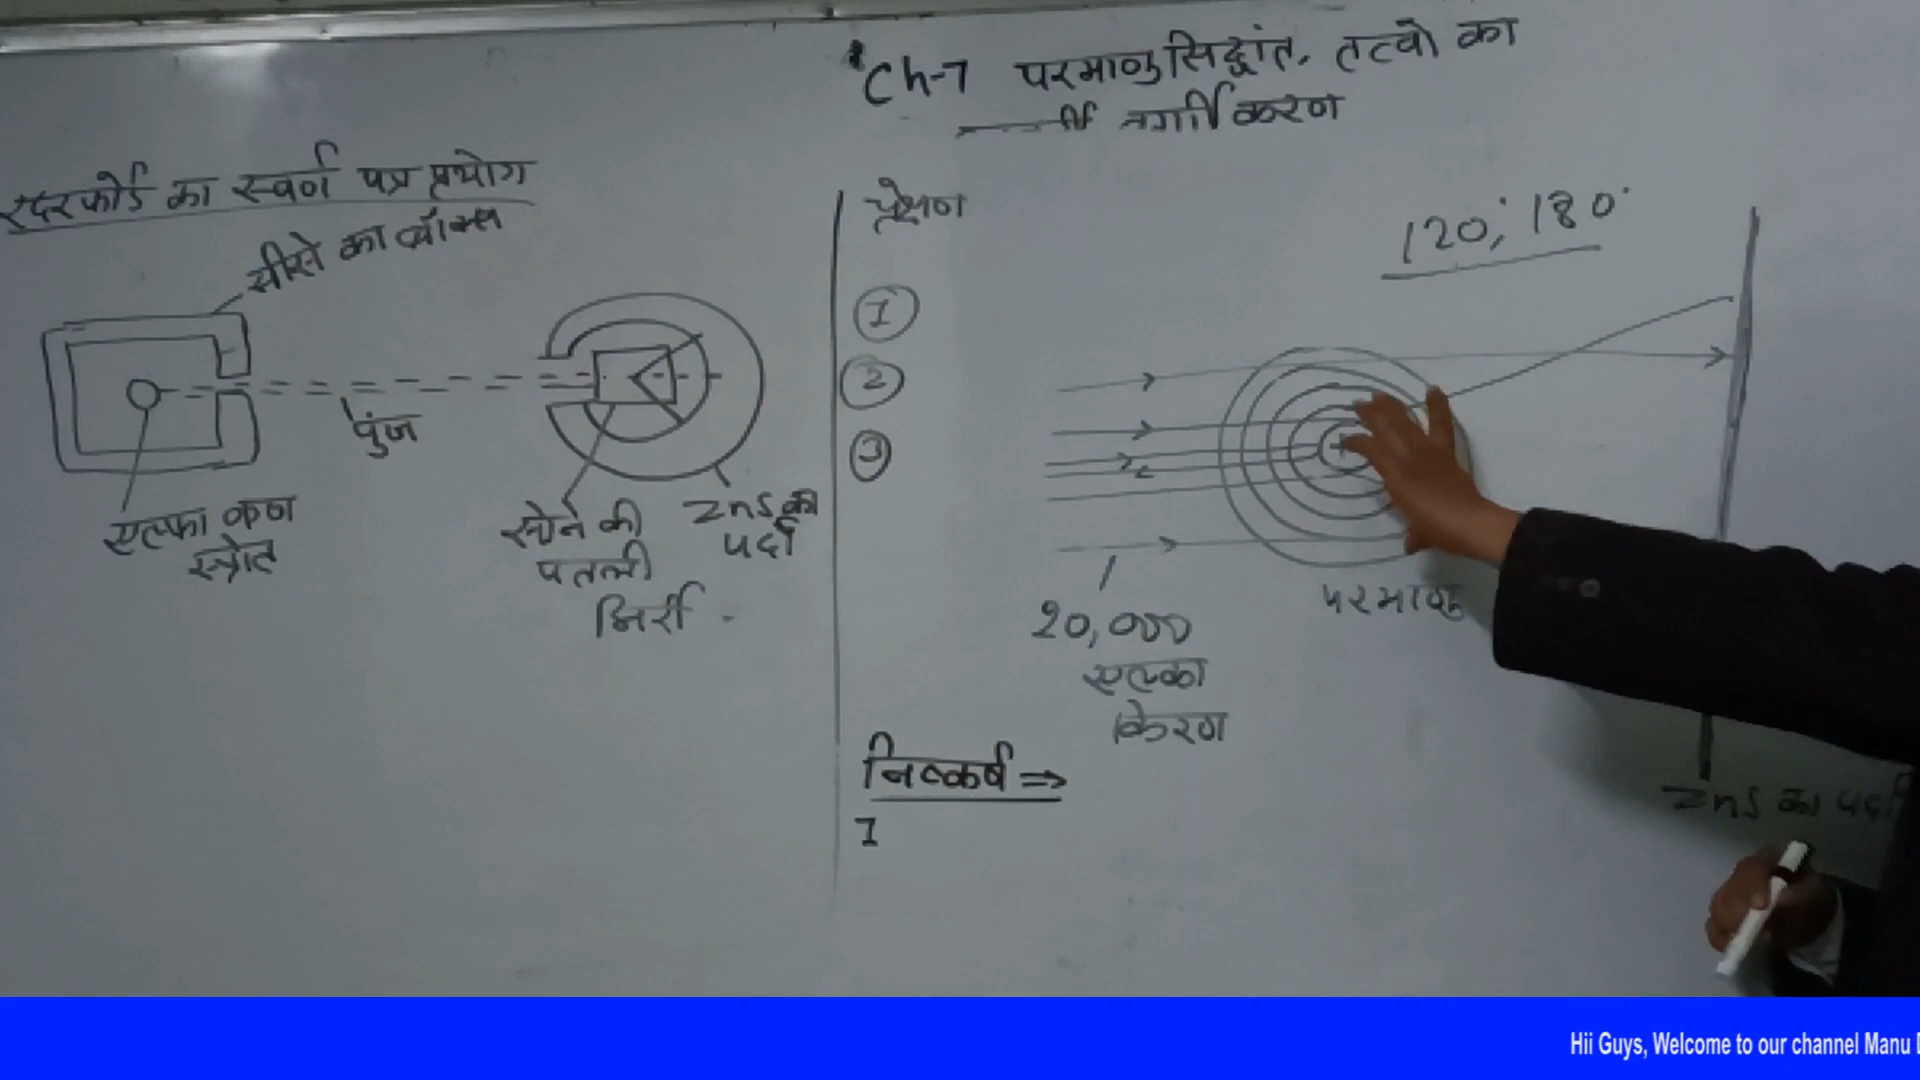 Ch-7 परमाणु सिद्धांत, तत्वो का
वर्गीकरण
रदरफोर्ड का स्वर्ण पत्र प्रयोग
सीसे का बॉक्स
पुंज
एल्फा कण
स्त्रोत
सोने की
पतली
झिर्री
ZnS का
पर्दा
प्रेक्षण
120°, 180°
1
2
3
+
परमाणु
20,000
एल्फा
किरण
ZnS का पर्दा
निष्कर्ष ⇒
1
Hii Guys, Welcome to our channel Manu